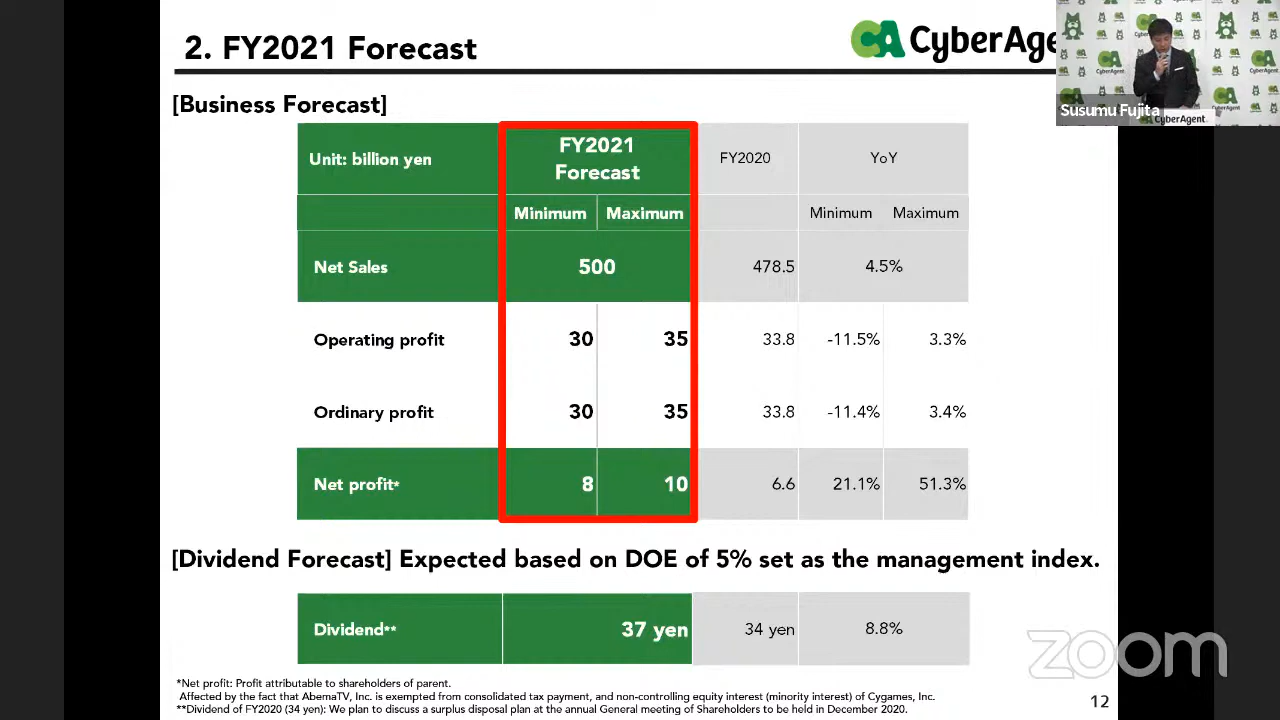 2. FY2021 Forecast
CA CyberAge
[Business Forecast]
Susumu Fujita
CyberAgent
CyberAgent
CyberAgent.
Unit: billion yen
FY2021
Forecast
FY2020
YoY
Minimum
Maximum
Minimum
Maximum
Net Sales
500
478.5
4.5%
Operating profit
30
35
33.8
-11.5%
3.3%
Ordinary profit
30
35
33.8
-11.4%
3.4%
Net profit*
8
10
6.6
21.1%
51.3%
[Dividend Forecast] Expected based on DOE of 5% set as the management index.
Dividend**
37 yen
34 yen
8.8%
zoom
*Net profit: Profit attributable to shareholders of parent.
Affected by the fact that AbemaTV, Inc. is exempted from consolidated tax payment, and non-controlling equity interest (minority interest) of Cygames, Inc.
**Dividend of FY2020 (34 yen): We plan to discuss a surplus disposal plan at the annual General meeting of Shareholders to be held in December 2020.
12